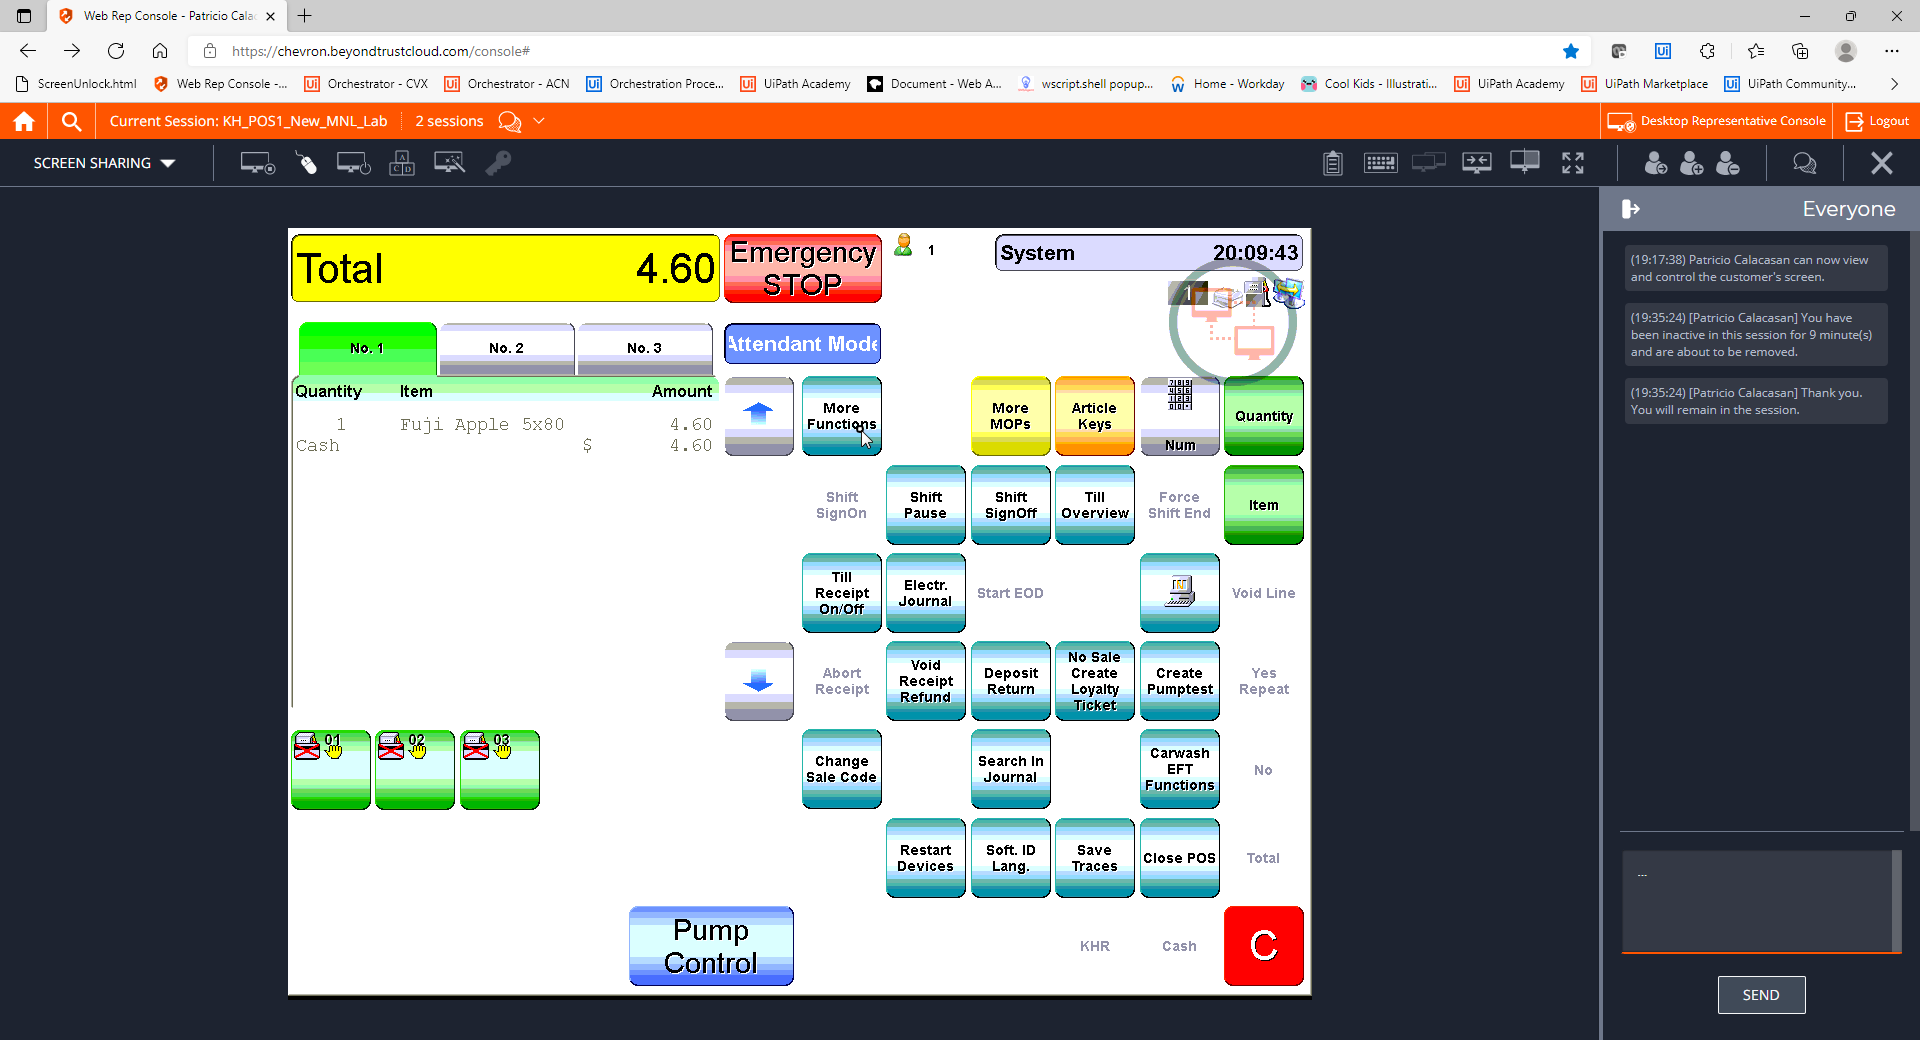 Web Rep Console - Patricio Cala
https://chevron.beyondtrustcloud.com/console#
ScreenUnlock.html
Web Rep Console -...
Orchestrator - CVX
Orchestrator - ACN
Orchestration Proce...
UiPath Academy
Document - Web A...
wscript.shell popup...
Home - Workday
Cool Kids - Illustrati...
UiPath Academy
UiPath Marketplace
UiPath Community...
Current Session: KH_POS1_New_MNL_Lab
2 sessions
Desktop Representative Console
Logout
SCREEN SHARING
Everyone
(19:17:38) Patricio Calacasan can now view
and control the customer's screen.
(19:35:24) [Patricio Calacasan] You have
been inactive in this session for 9 minute(s)
and are about to be removed.
(19:35:24) [Patricio Calacasan] Thank you.
You will remain in the session.
---
SEND
Total 4.60
Emergency
STOP
1
System 20:09:43
1
No. 1
No. 2
No. 3
Attendant Mode
Quantity Item Amount
1 Fuji Apple 5x80 4.60
Cash $ 4.60
More
Functions
More
MOPs
Article
Keys
Num
Quantity
Shift
SignOn
Shift
Pause
Shift
SignOff
Till
Overview
Force
Shift End
Item
Till
Receipt
On/Off
Electr.
Journal
Start EOD
Void Line
Abort
Receipt
Void
Receipt
Refund
Deposit
Return
No Sale
Create
Loyalty
Ticket
Create
Pumptest
Yes
Repeat
01
02
03
Change
Sale Code
Search In
Journal
Carwash
EFT
Functions
No
Restart
Devices
Soft. ID
Lang.
Save
Traces
Close POS
Total
Pump
Control
KHR
Cash
C